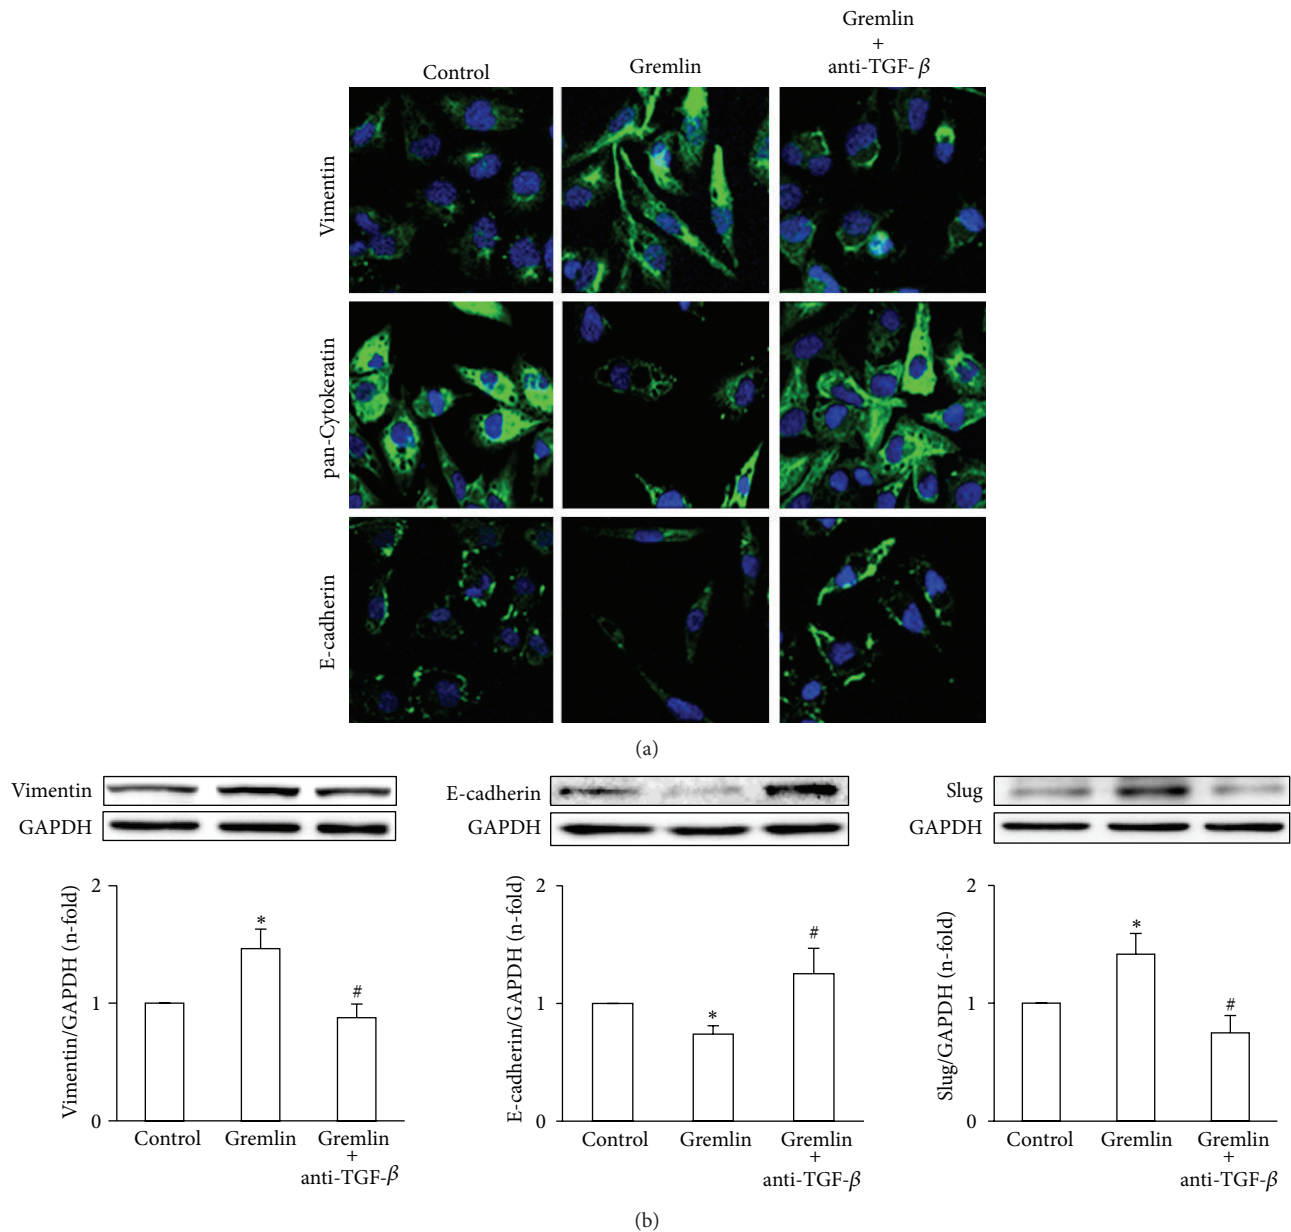 Control
Gremlin
Gremlin
+
anti-TGF-β
Vimentin
pan-Cytokeratin
E-cadherin
(a)
Vimentin
GAPDH
Vimentin/GAPDH (n-fold)
2
1
0
*
#
Control
Gremlin
Gremlin
+
anti-TGF-β
E-cadherin
GAPDH
E-cadherin/GAPDH (n-fold)
2
1
0
*
#
Control
Gremlin
Gremlin
+
anti-TGF-β
Slug
GAPDH
Slug/GAPDH (n-fold)
2
1
0
*
#
Control
Gremlin
Gremlin
+
anti-TGF-β
(b)